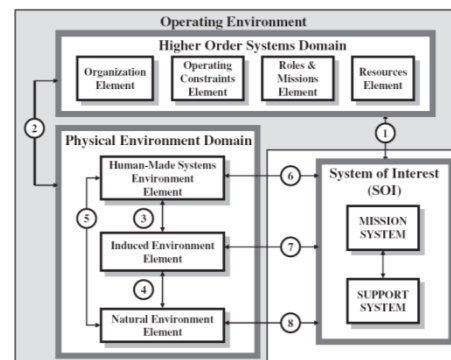 Operating Environment
Higher Order Systems Domain
Organization
Element
Operating
Constraints
Element
Roles &
Missions
Element
Resources
Element
2
1
Physical Environment Domain
Human-Made Systems
Environment
Element
6
System of Interest
(SOI)
5
3
MISSION
SYSTEM
Induced Environment
Element
7
4
SUPPORT
SYSTEM
Natural Environment
Element
8